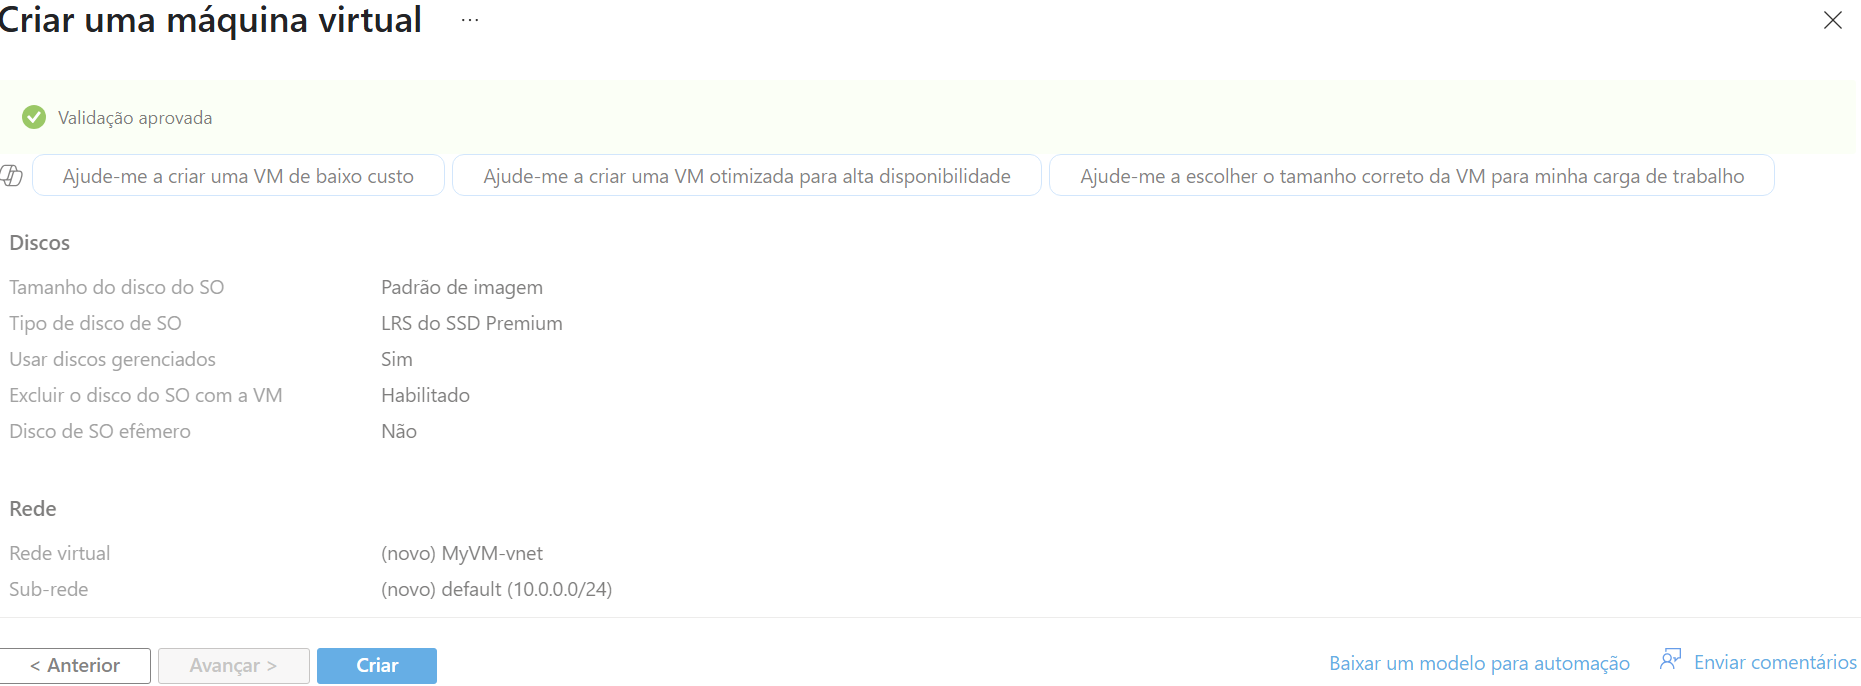 Criar uma máquina virtual ...
Validação aprovada
Ajude-me a criar uma VM de baixo custo Ajude-me a criar uma VM otimizada para alta disponibilidade Ajude-me a escolher o tamanho correto da VM para minha carga de trabalho
Discos
Tamanho do disco do SO Padrão de imagem
Tipo de disco de SO LRS do SSD Premium
Usar discos gerenciados Sim
Excluir o disco do SO com a VM Habilitado
Disco de SO efêmero Não
Rede
Rede virtual (novo) MyVM-vnet
Sub-rede (novo) default (10.0.0.0/24)
< Anterior Avançar > Criar Baixar um modelo para automação Enviar comentários